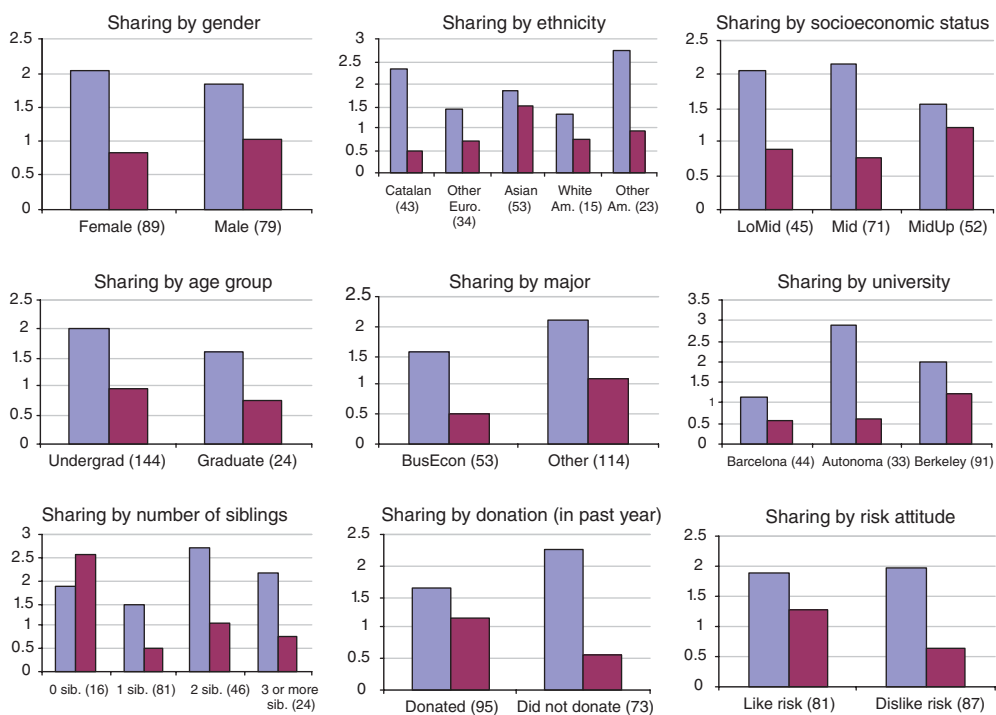 Sharing by gender
2.5
2
1.5
1
0.5
0
Female (89) Male (79)
Sharing by ethnicity
3
2.5
2
1.5
1
0.5
0
Catalan Other Asian White Other
(43) Euro. (53) Am. (15) Am. (23)
(34)
Sharing by socioeconomic status
2.5
2
1.5
1
0.5
0
LoMid (45) Mid (71) MidUp (52)
Sharing by age group
2.5
2
1.5
1
0.5
0
Undergrad (144) Graduate (24)
Sharing by major
2.5
2
1.5
1
0.5
0
BusEcon (53) Other (114)
Sharing by university
3.5
3
2.5
2
1.5
1
0.5
0
Barcelona (44) Autonoma (33) Berkeley (91)
Sharing by number of siblings
3
2.5
2
1.5
1
0.5
0
0 sib. (16) 1 sib. (81) 2 sib. (46) 3 or more
sib. (24)
Sharing by donation (in past year)
2.5
2
1.5
1
0.5
0
Donated (95) Did not donate (73)
Sharing by risk attitude
2.5
2
1.5
1
0.5
0
Like risk (81) Dislike risk (87)